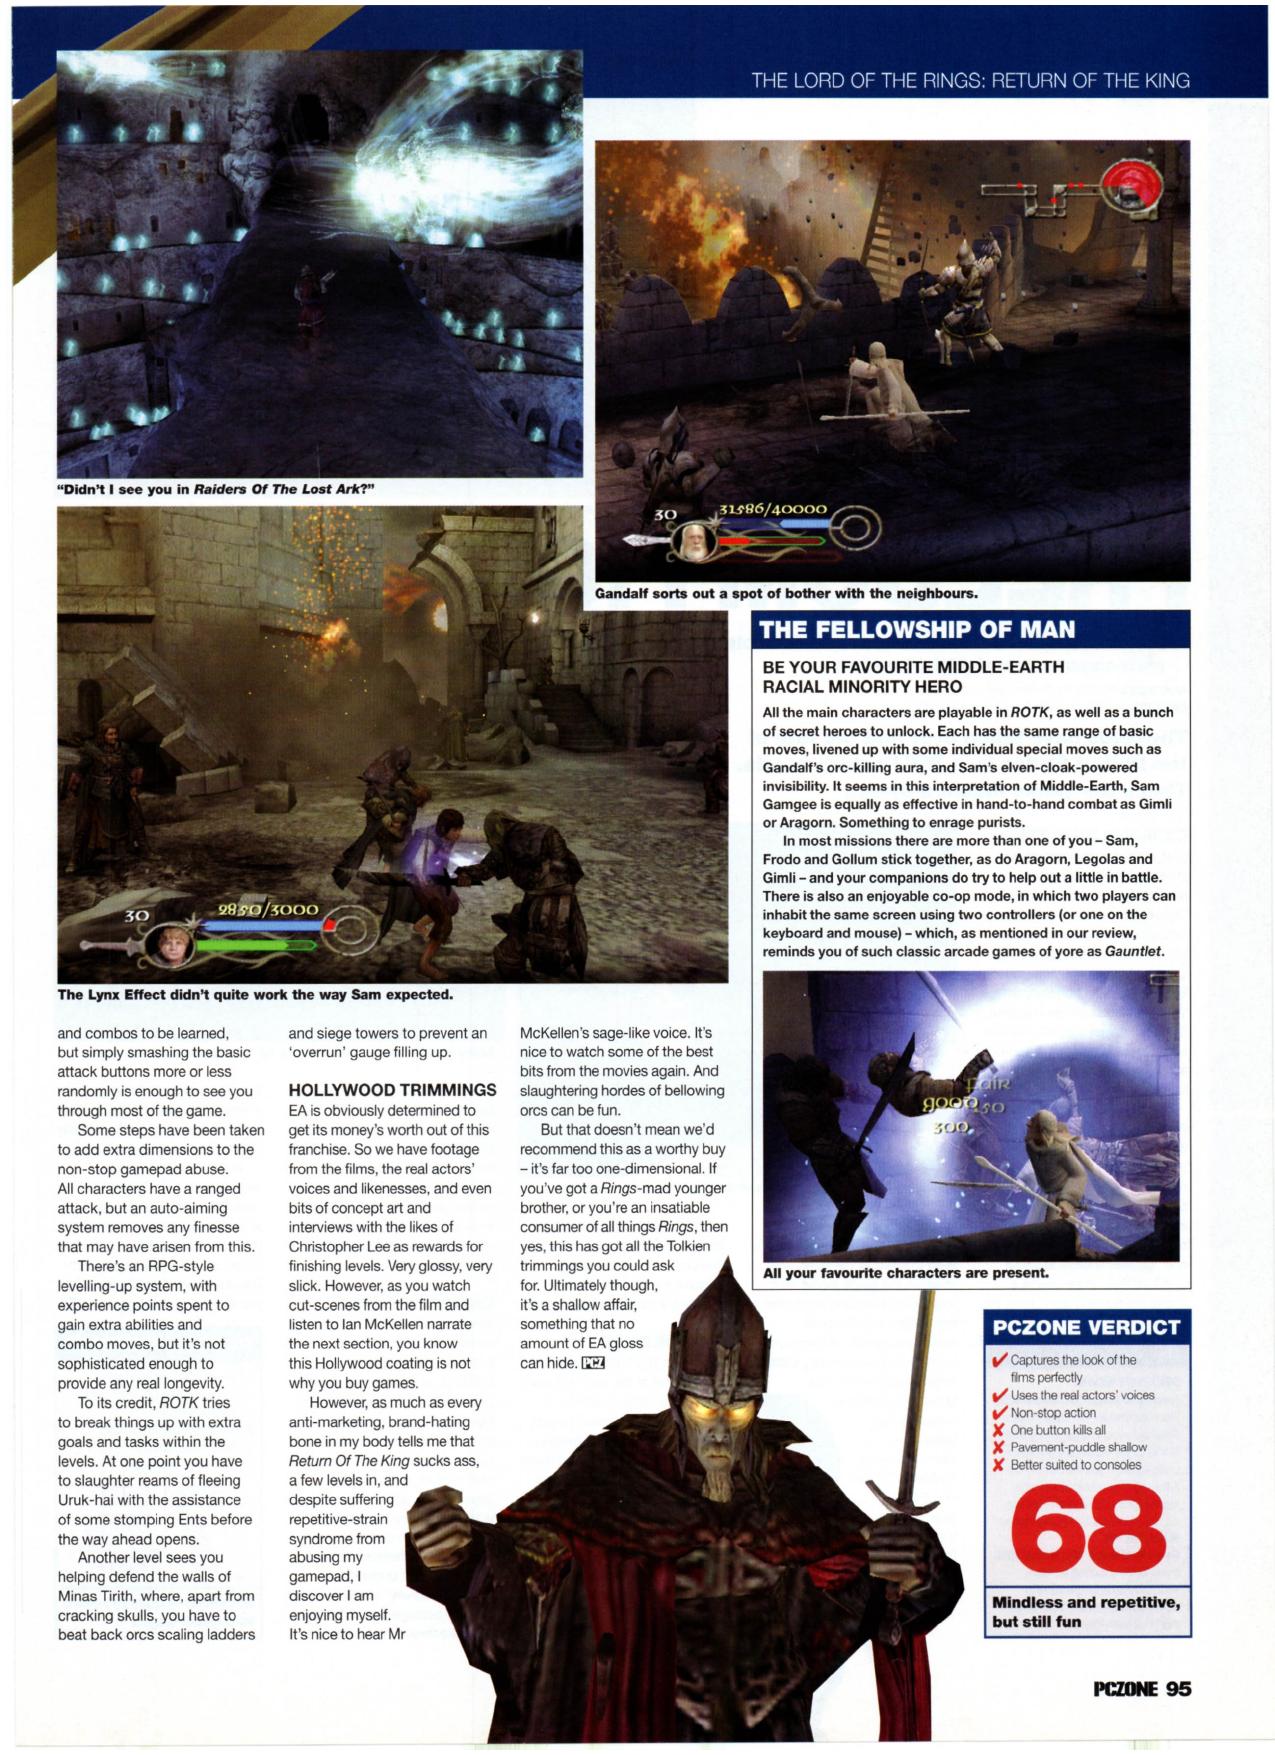 THE LORD OF THE RINGS: RETURN OF THE KING
"Didn't I see you in Raiders Of The Lost Ark?"
30
31586/40000
Gandalf sorts out a spot of bother with the neighbours.
30
2850/3000
The Lynx Effect didn't quite work the way Sam expected.
THE FELLOWSHIP OF MAN
BE YOUR FAVOURITE MIDDLE-EARTH
RACIAL MINORITY HERO
All the main characters are playable in ROTK, as well as a bunch
of secret heroes to unlock. Each has the same range of basic
moves, livened up with some individual special moves such as
Gandalf's orc-killing aura, and Sam's elven-cloak-powered
invisibility. It seems in this interpretation of Middle-Earth, Sam
Gamgee is equally as effective in hand-to-hand combat as Gimli
or Aragorn. Something to enrage purists.
In most missions there are more than one of you – Sam,
Frodo and Gollum stick together, as do Aragorn, Legolas and
Gimli – and your companions do try to help out a little in battle.
There is also an enjoyable co-op mode, in which two players can
inhabit the same screen using two controllers (or one on the
keyboard and mouse) – which, as mentioned in our review,
reminds you of such classic arcade games of yore as Gauntlet.
fair
good
50
300
All your favourite characters are present.
and combos to be learned,
but simply smashing the basic
attack buttons more or less
randomly is enough to see you
through most of the game.
Some steps have been taken
to add extra dimensions to the
non-stop gamepad abuse.
All characters have a ranged
attack, but an auto-aiming
system removes any finesse
that may have arisen from this.
There's an RPG-style
levelling-up system, with
experience points spent to
gain extra abilities and
combo moves, but it's not
sophisticated enough to
provide any real longevity.
To its credit, ROTK tries
to break things up with extra
goals and tasks within the
levels. At one point you have
to slaughter reams of fleeing
Uruk-hai with the assistance
of some stomping Ents before
the way ahead opens.
Another level sees you
helping defend the walls of
Minas Tirith, where, apart from
cracking skulls, you have to
beat back orcs scaling ladders
and siege towers to prevent an
'overrun' gauge filling up.
HOLLYWOOD TRIMMINGS
EA is obviously determined to
get its money's worth out of this
franchise. So we have footage
from the films, the real actors'
voices and likenesses, and even
bits of concept art and
interviews with the likes of
Christopher Lee as rewards for
finishing levels. Very glossy, very
slick. However, as you watch
cut-scenes from the film and
listen to Ian McKellen narrate
the next section, you know
this Hollywood coating is not
why you buy games.
However, as much as every
anti-marketing, brand-hating
bone in my body tells me that
Return Of The King sucks ass,
a few levels in, and
despite suffering
repetitive-strain
syndrome from
abusing my
gamepad, I
discover I am
enjoying myself.
It's nice to hear Mr
McKellen's sage-like voice. It's
nice to watch some of the best
bits from the movies again. And
slaughtering hordes of bellowing
orcs can be fun.
But that doesn't mean we'd
recommend this as a worthy buy
– it's far too one-dimensional. If
you've got a Rings-mad younger
brother, or you're an insatiable
consumer of all things Rings, then
yes, this has got all the Tolkien
trimmings you could ask
for. Ultimately though,
it's a shallow affair,
something that no
amount of EA gloss
can hide. PCZ
PCZONE VERDICT
Captures the look of the
films perfectly
Uses the real actors' voices
Non-stop action
One button kills all
Pavement-puddle shallow
Better suited to consoles
68
Mindless and repetitive,
but still fun
PCZONE 95